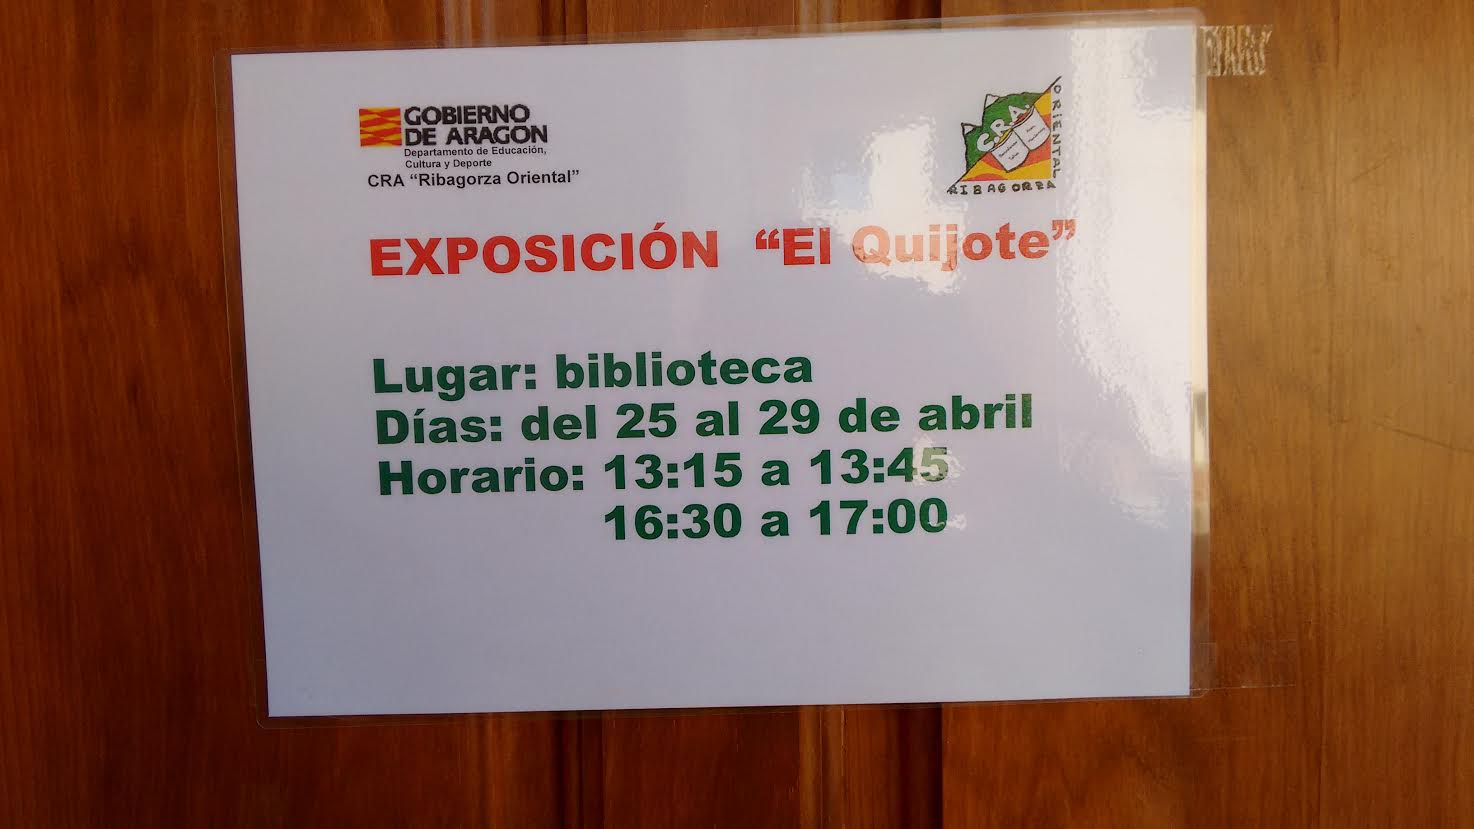 GOBIERNO
DE ARAGON
Departamento de Educación,
Cultura y Deporte
CRA “Ribagorza Oriental”
C.R.A.
ORIENTAL
RIBAGORZA
EXPOSICIÓN “El Quijote”
Lugar: biblioteca
Días: del 25 al 29 de abril
Horario: 13:15 a 13:45
16:30 a 17:00